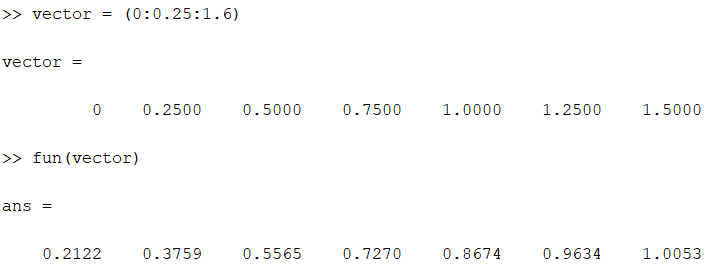 >> vector = (0:0.25:1.6)
vector =
0 0.2500 0.5000 0.7500 1.0000 1.2500 1.5000
>> fun(vector)
ans =
0.2122 0.3759 0.5565 0.7270 0.8674 0.9634 1.0053